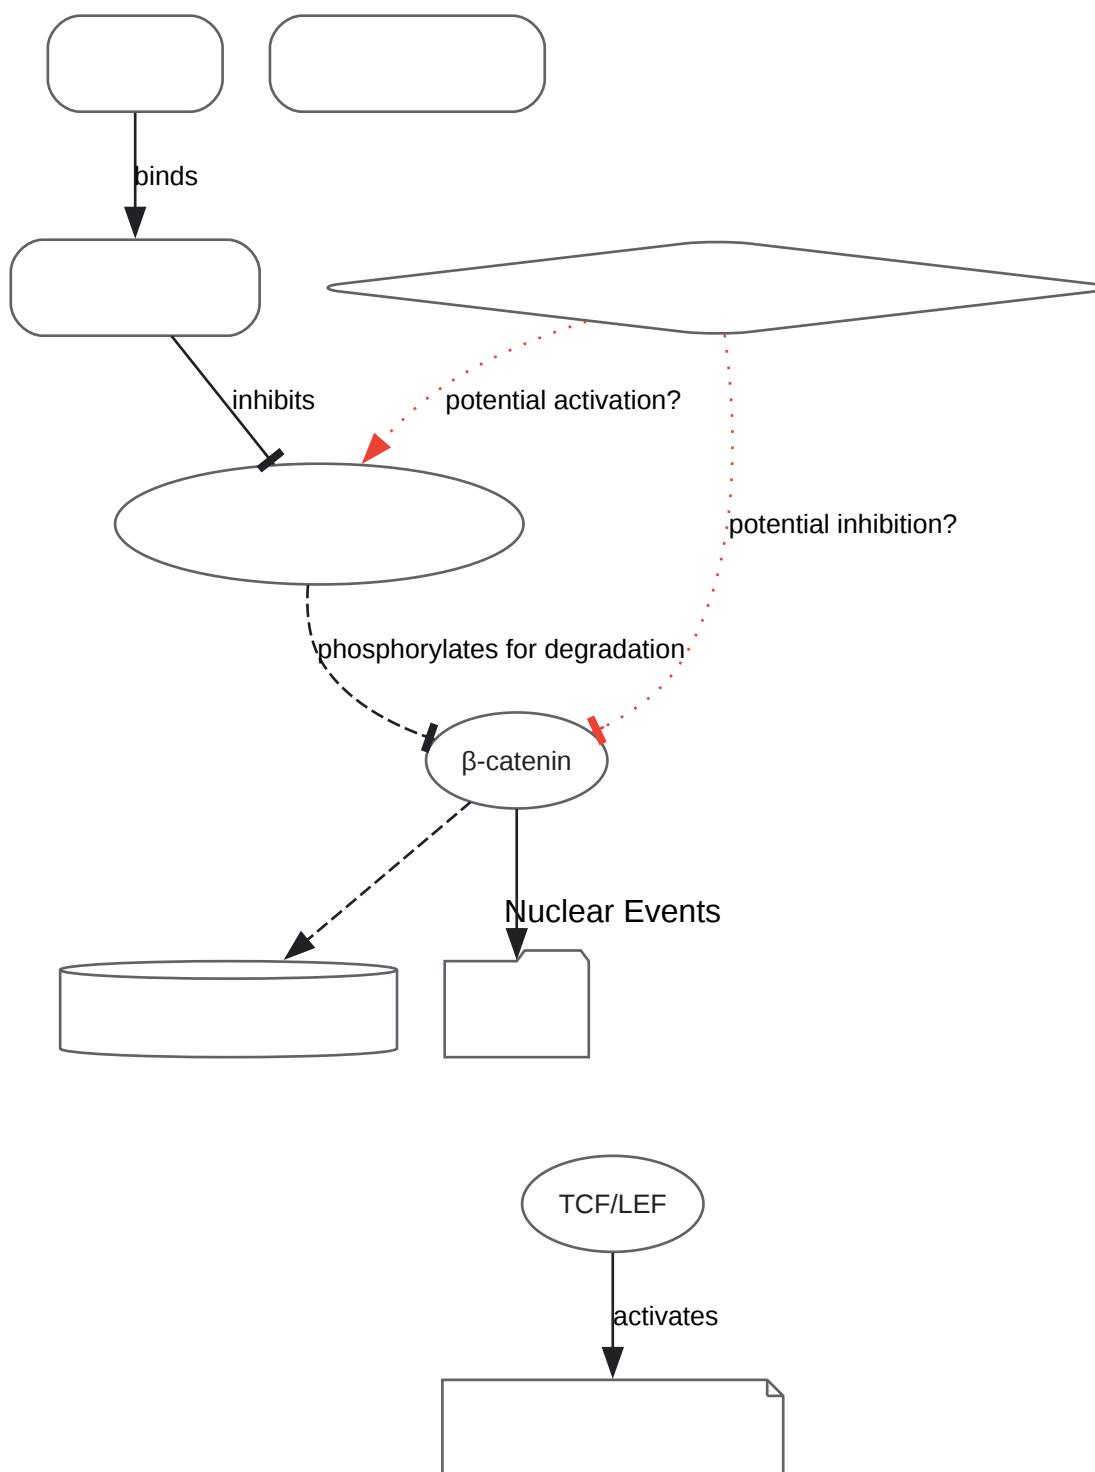 binds
inhibits
potential activation?
potential inhibition?
phosphorylates for degradation
β-catenin
Nuclear Events
TCF/LEF
activates